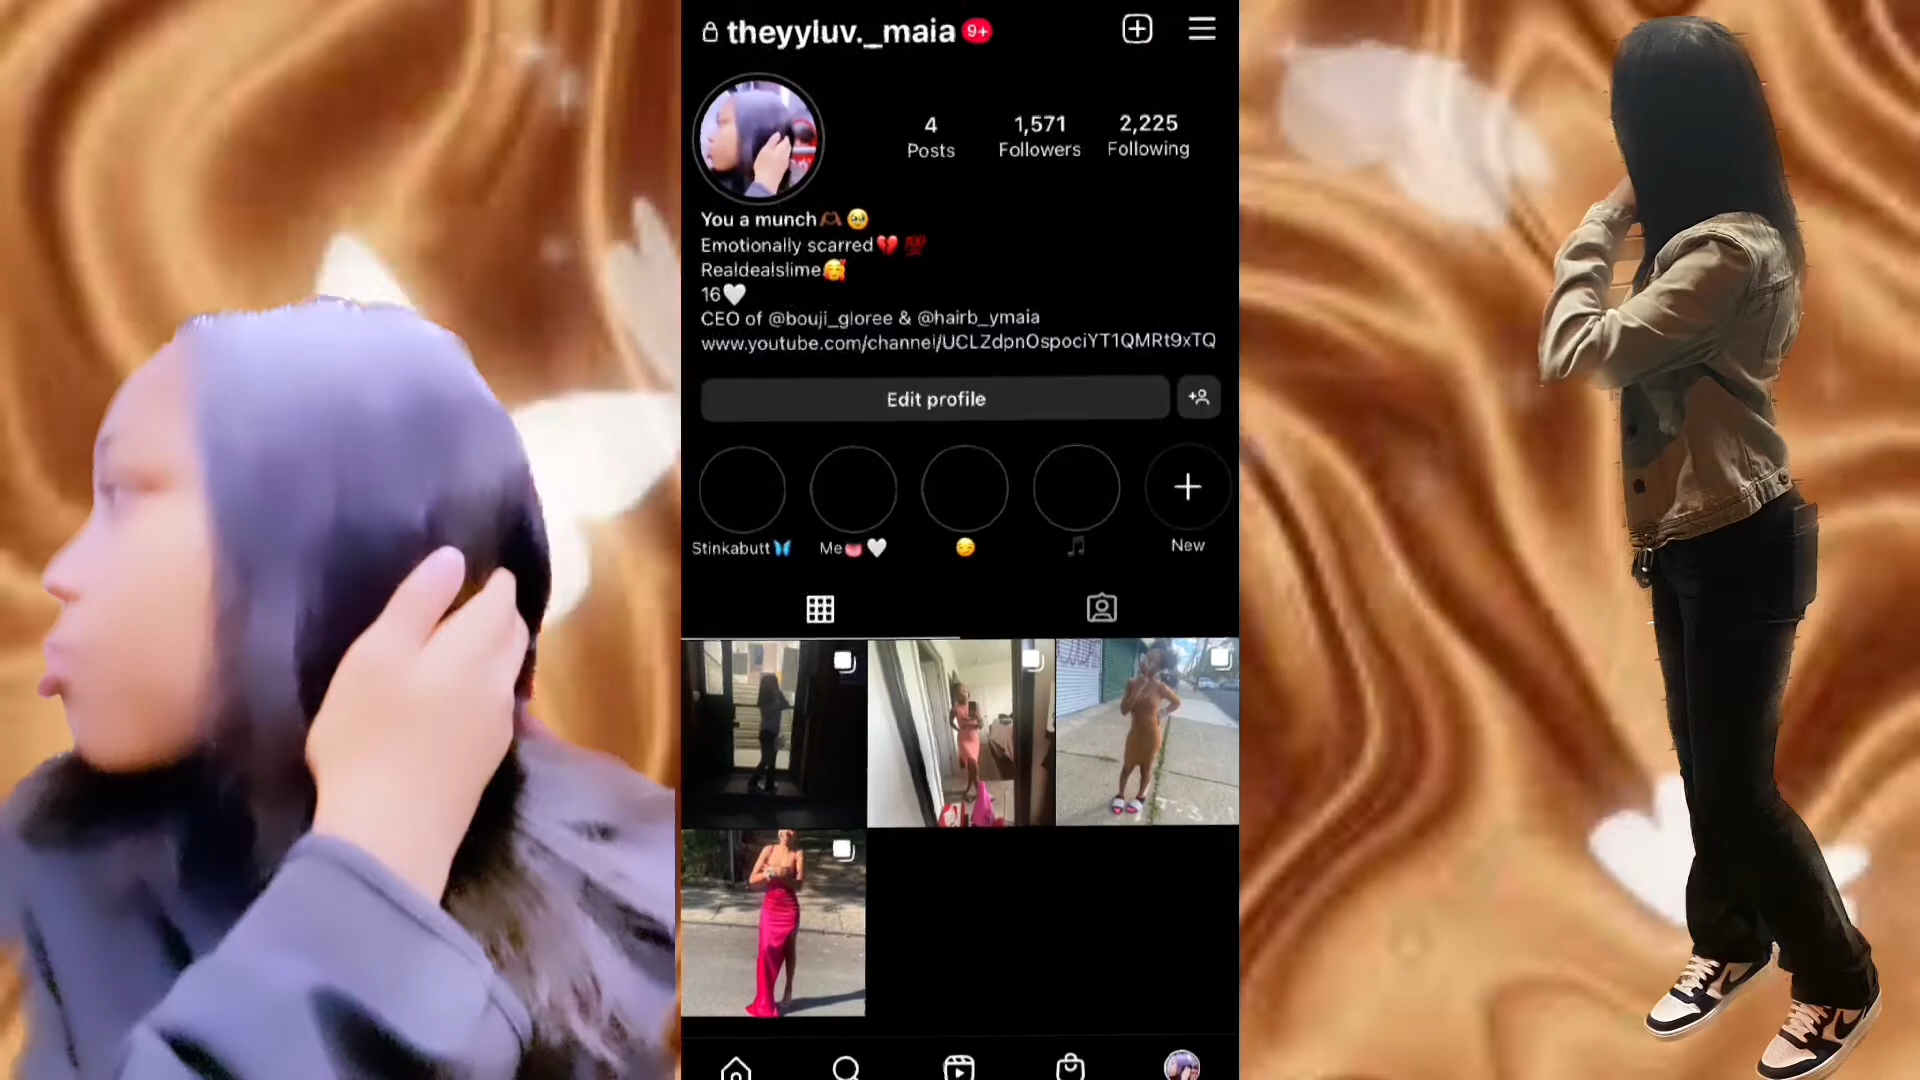 theyyluv._maia 9+
4 1,571 2,225
Posts Followers Following
You a munch🫶🏾🥹
Emotionally scarred💔💯
Realdealslime🥰
16🤍
CEO of @bouji_gloree & @hairb_ymaia
www.youtube.com/channel/UCLZdpnOspociYT1QMRt9xTQ
Edit profile
Stinkabutt🦋 Me👅🤍 😏 🎵 New